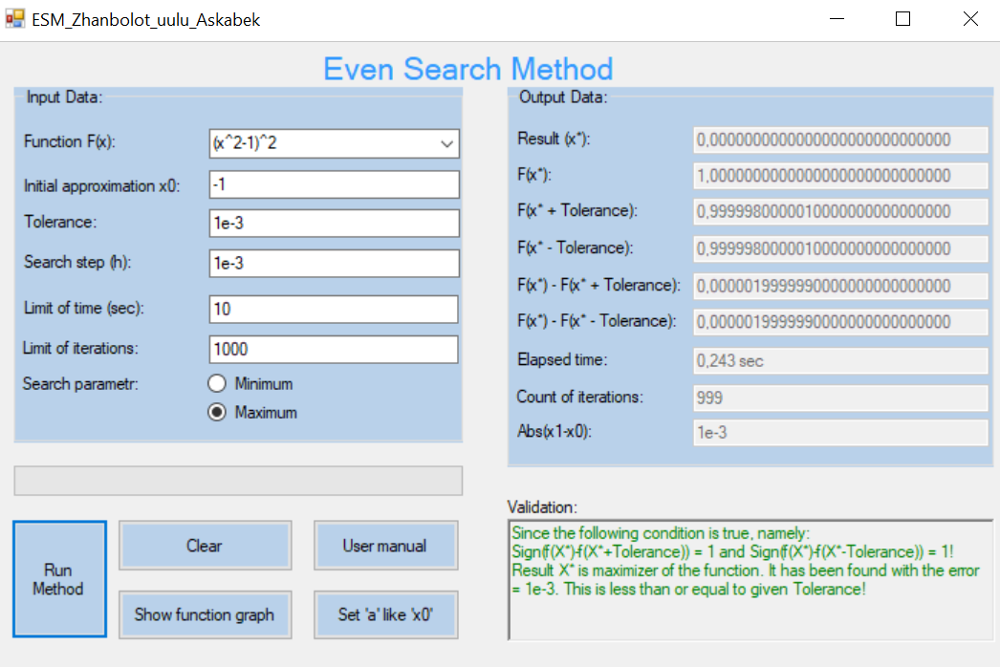 ESM_Zhanbolot_uulu_Askabek
Even Search Method
Input Data:
Function F(x): (x^2-1)^2
Initial approximation x0: -1
Tolerance: 1e-3
Search step (h): 1e-3
Limit of time (sec): 10
Limit of iterations: 1000
Search parametr: Minimum
Maximum
Run
Method
Clear
User manual
Show function graph
Set 'a' like 'x0'
Output Data:
Result (x*): 0,0000000000000000000000000000
F(x*): 1,0000000000000000000000000000
F(x* + Tolerance): 0,9999980000010000000000000000
F(x* - Tolerance): 0,9999980000010000000000000000
F(x*) - F(x* + Tolerance): 0,0000019999990000000000000000
F(x*) - F(x* - Tolerance): 0,0000019999990000000000000000
Elapsed time: 0,243 sec
Count of iterations: 999
Abs(x1-x0): 1e-3
Validation:
Since the following condition is true, namely:
Sign(f(X*)-f(X*+Tolerance)) = 1 and Sign(f(X*)-f(X*-Tolerance)) = 1!
Result X* is maximizer of the function. It has been found with the error
= 1e-3. This is less than or equal to given Tolerance!